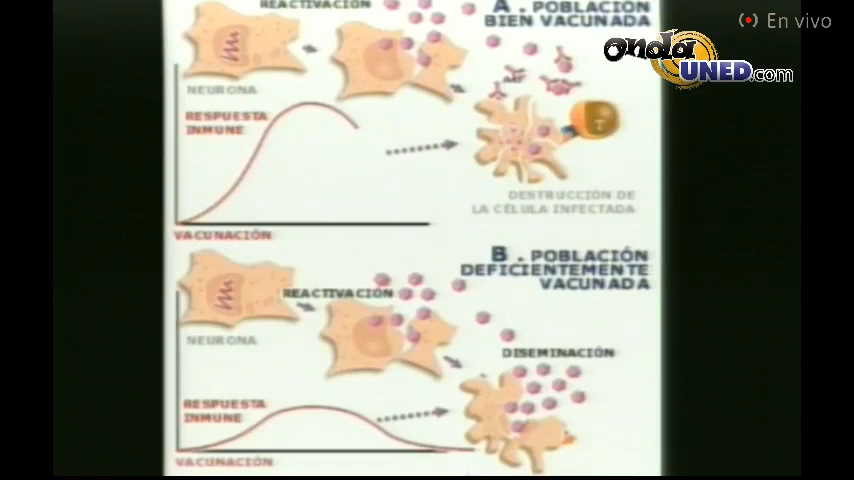 REACTIVACIÓN
A . POBLACIÓN
BIEN VACUNADA
(•) En vivo
onda
UNED.com
NEURONA
RESPUESTA
INMUNE
T
DESTRUCCIÓN DE
LA CÉLULA INFECTADA
VACUNACIÓN
B . POBLACIÓN
DEFICIENTEMENTE
VACUNADA
REACTIVACIÓN
NEURONA
DISEMINACIÓN
RESPUESTA
INMUNE
VACUNACIÓN